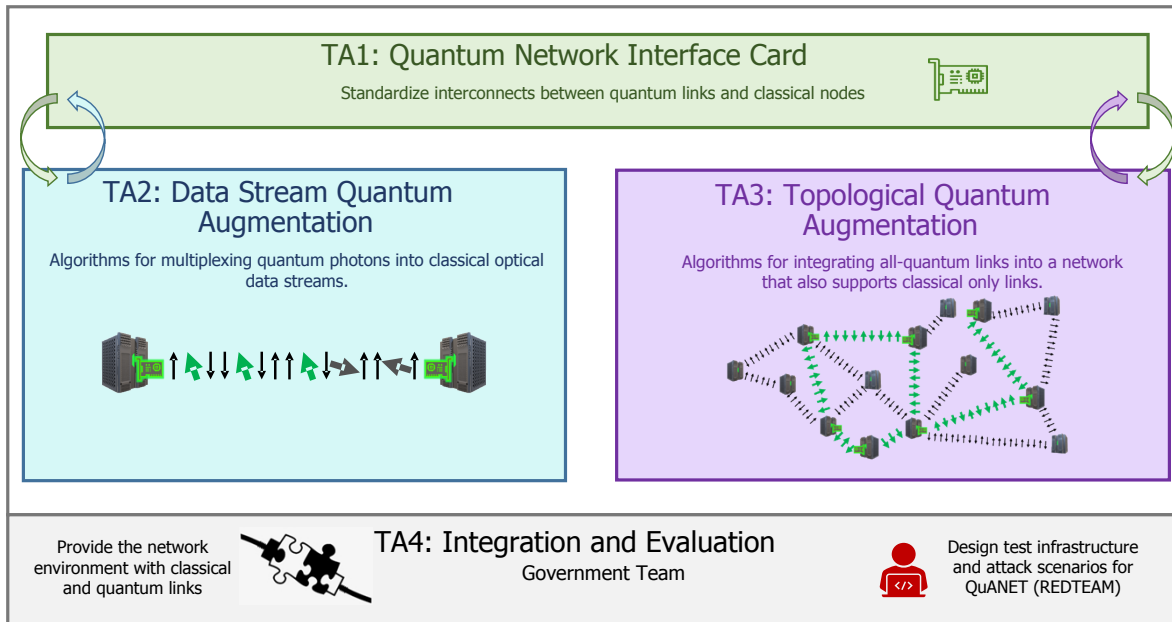 TA1: Quantum Network Interface Card
Standardize interconnects between quantum links and classical nodes
TA2: Data Stream Quantum
Augmentation
Algorithms for multiplexing quantum photons into classical optical
data streams.
TA3: Topological Quantum
Augmentation
Algorithms for integrating all-quantum links into a network
that also supports classical only links.
Provide the network
environment with classical
and quantum links
TA4: Integration and Evaluation
Government Team
Design test infrastructure
and attack scenarios for
QuANET (REDTEAM)